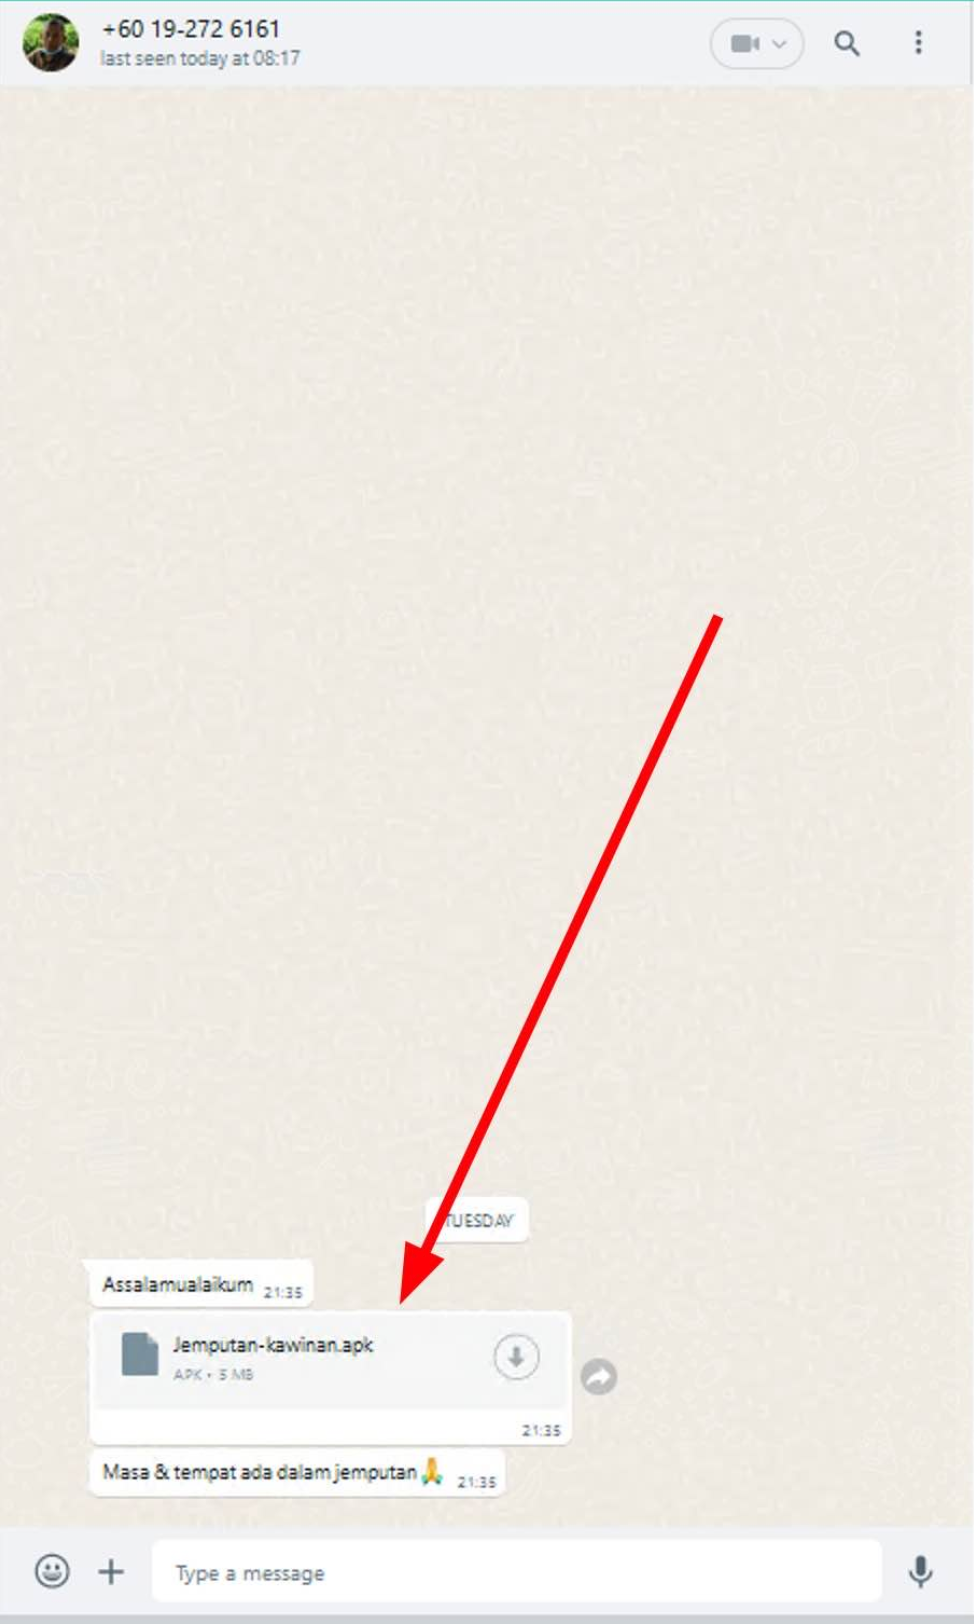 +60 19-272 6161
last seen today at 08:17
TUESDAY
Assalamualaikum 21:35
Jemputan-kawinan.apk
APK • 5 MB
21:35
Masa & tempat ada dalam jemputan🙏 21:35
Type a message